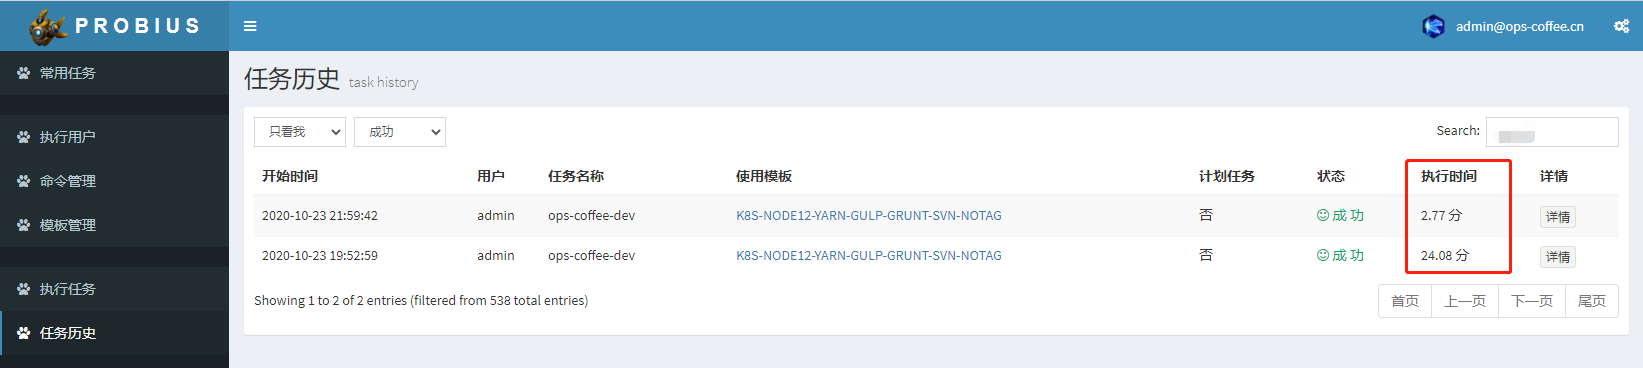 PROBIUS
admin@ops-coffee.cn
常用任务
执行用户
命令管理
模板管理
执行任务
任务历史
任务历史 task history
只看我 成功 Search:
开始时间 用户 任务名称 使用模板 计划任务 状态 执行时间 详情
2020-10-23 21:59:42 admin ops-coffee-dev K8S-NODE12-YARN-GULP-GRUNT-SVN-NOTAG 否 成功 2.77 分 详情
2020-10-23 19:52:59 admin ops-coffee-dev K8S-NODE12-YARN-GULP-GRUNT-SVN-NOTAG 否 成功 24.08 分 详情
Showing 1 to 2 of 2 entries (filtered from 538 total entries) 首页 上一页 下一页 尾页